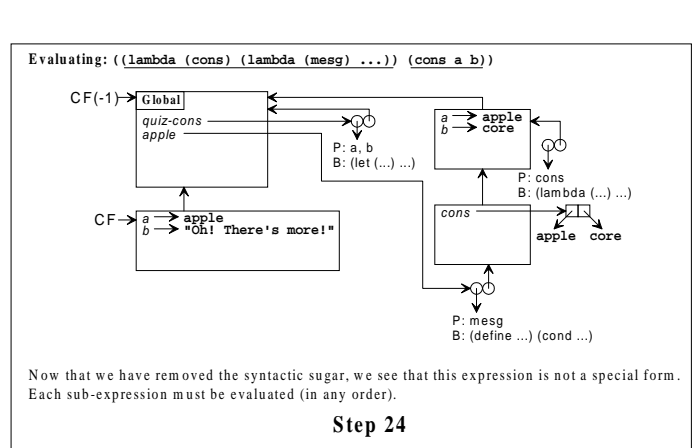 Evaluating: ((lambda (cons) (lambda (mesg) ...)) (cons a b))
CF(-1)
Global
quiz-cons
apple
P: a, b
B: (let (...) ...)
a apple
b core
P: cons
B: (lambda (...) ...)
CF
a apple
b "Oh! There's more!"
cons
apple core
P: mesg
B: (define ...) (cond ...)
Now that we have removed the syntactic sugar, we see that this expression is not a special form.
Each sub-expression must be evaluated (in any order).
Step 24